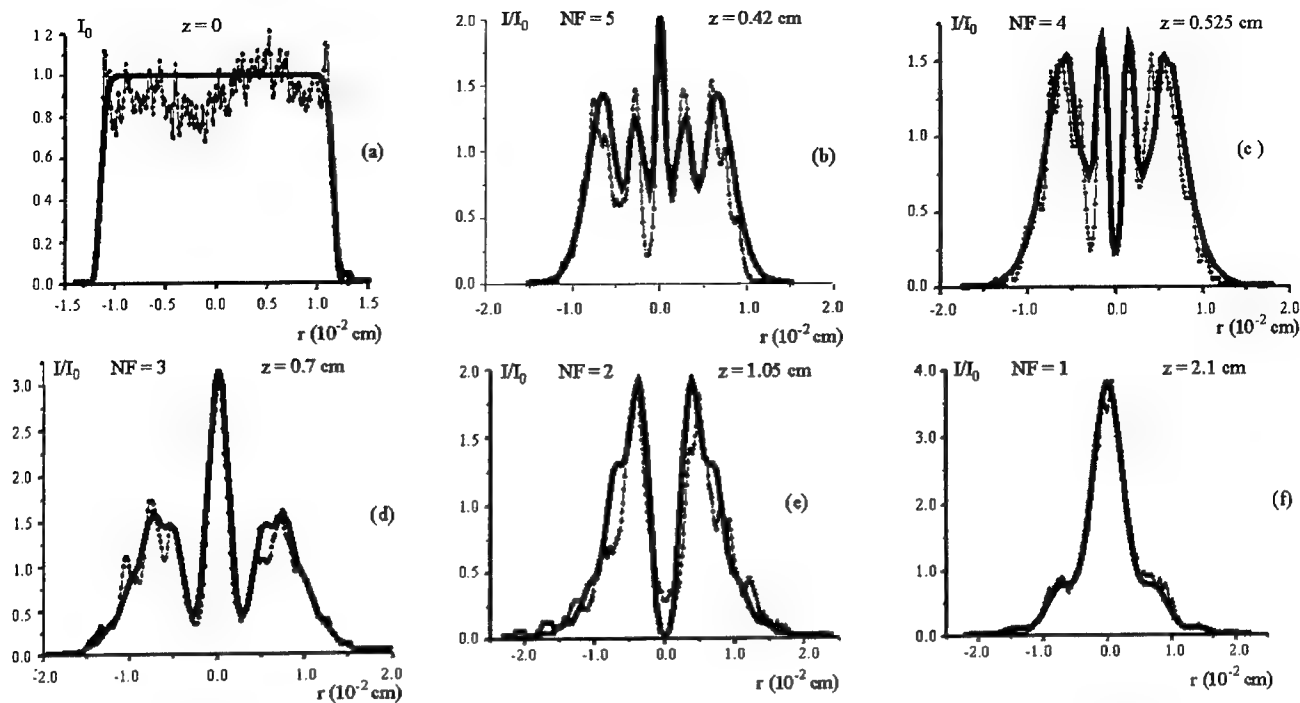 I₀ z = 0
1.2
1.0
0.8
0.6
0.4
0.2
0.0
(a)
-1.5 -1.0 -0.5 0.0 0.5 1.0 1.5
r (10⁻² cm)
I/I₀ NF = 5 z = 0.42 cm
2.0
1.5
1.0
0.5
0.0
(b)
-2.0 -1.0 0.0 1.0 2.0
r (10⁻² cm)
I/I₀ NF = 4 z = 0.525 cm
1.5
1.0
0.5
0.0
(c )
-2.0 -1.0 0.0 1.0 2.0
r (10⁻² cm)
I/I₀ NF = 3 z = 0.7 cm
3.0
2.5
2.0
1.5
1.0
0.5
0.0
(d)
-2.0 -1.0 0.0 1.0 2.0
r (10⁻² cm)
I/I₀ NF = 2 z = 1.05 cm
2.0
1.5
1.0
0.5
0.0
(e)
-1.0 0.0 1.0 2.0
r (10⁻² cm)
I/I₀ NF = 1 z = 2.1 cm
4.0
3.0
2.0
1.0
0.0
(f)
-2.0 -1.0 0.0 1.0 2.0
r (10⁻² cm)